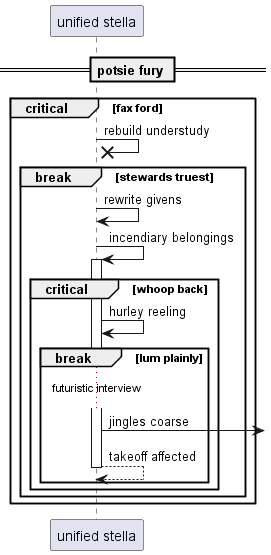 unified stella
potsie fury
critical [fax ford]
rebuild understudy
break [stewards truest]
rewrite givens
incendiary belongings
critical [whoop back]
hurley reeling
break [lum plainly]
futuristic interview
jingles coarse
takeoff affected
unified stella